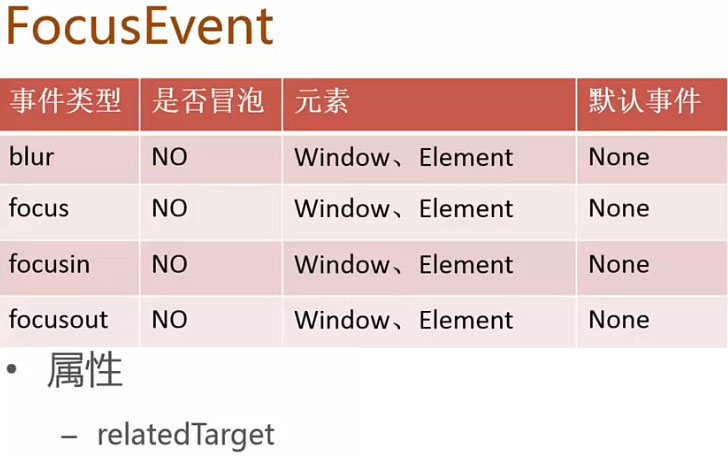 FocusEvent
事件类型 是否冒泡 元素 默认事件
blur NO Window、Element None
focus NO Window、Element None
focusin NO Window、Element None
focusout NO Window、Element None
• 属性
– relatedTarget